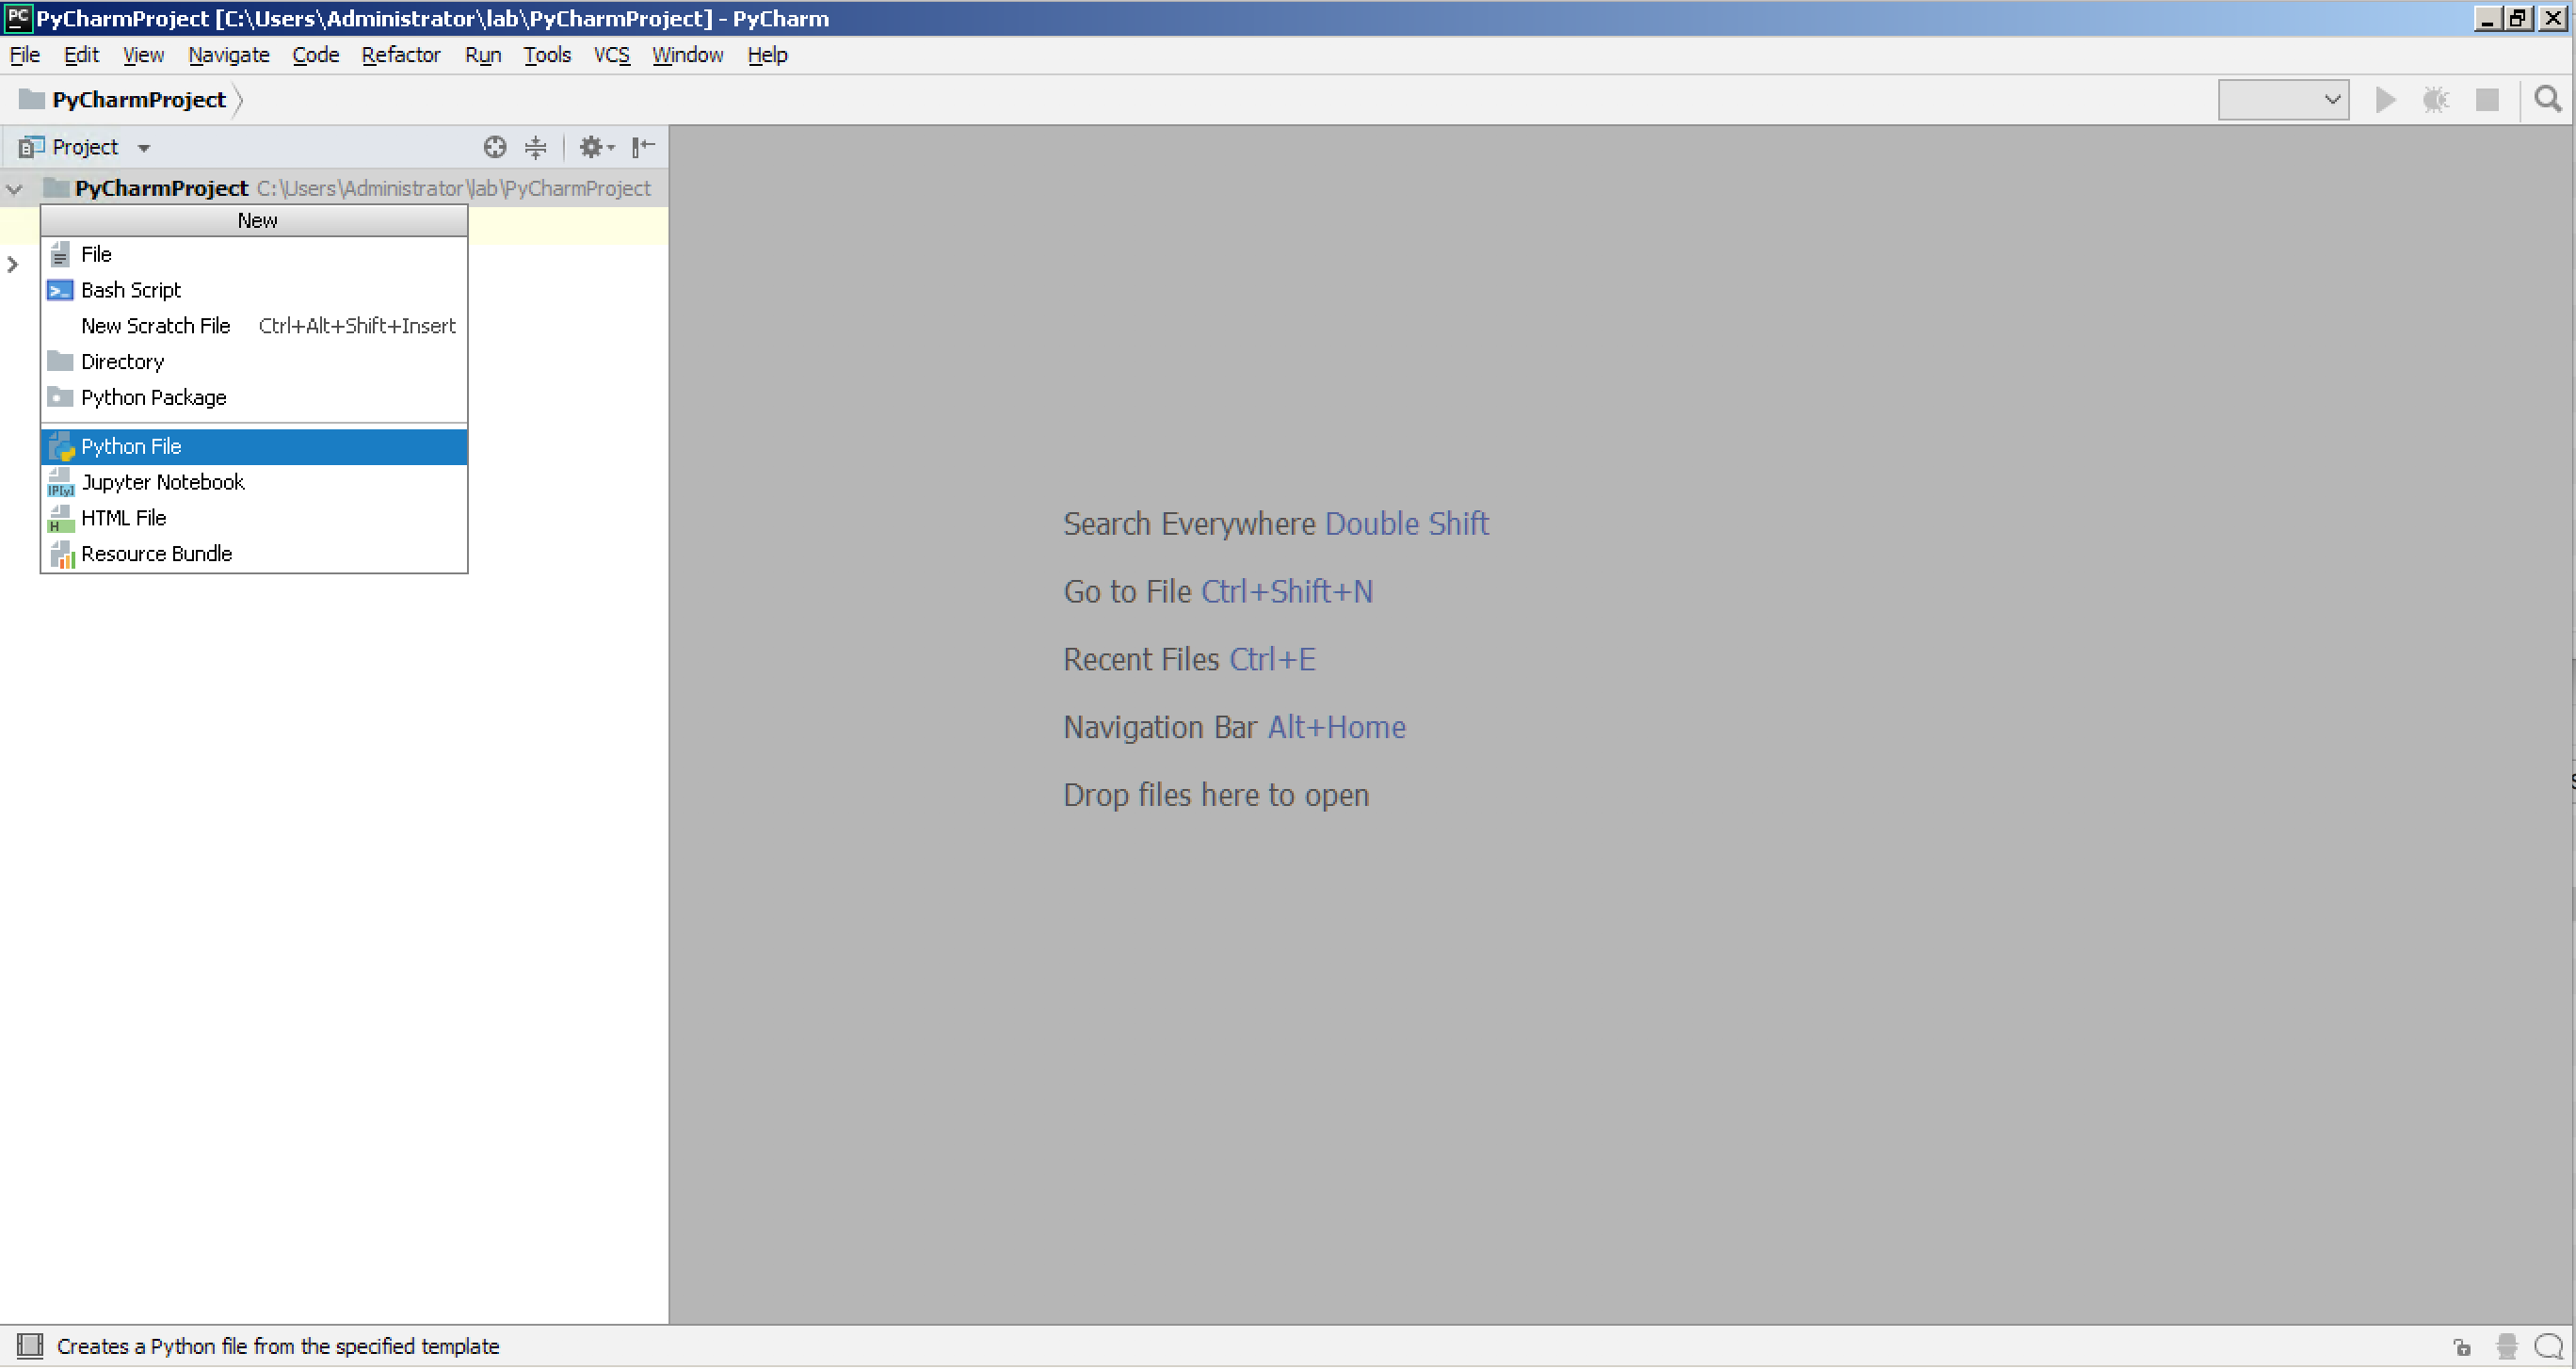 PyCharmProject [C:\Users\Administrator\lab\PyCharmProject] - PyCharm
File Edit View Navigate Code Refactor Run Tools VCS Window Help
PyCharmProject
Project
PyCharmProject C:\Users\Administrator\lab\PyCharmProject
New
File
Bash Script
New Scratch File Ctrl+Alt+Shift+Insert
Directory
Python Package
Python File
Jupyter Notebook
HTML File
Resource Bundle
Search Everywhere Double Shift
Go to File Ctrl+Shift+N
Recent Files Ctrl+E
Navigation Bar Alt+Home
Drop files here to open
Creates a Python file from the specified template